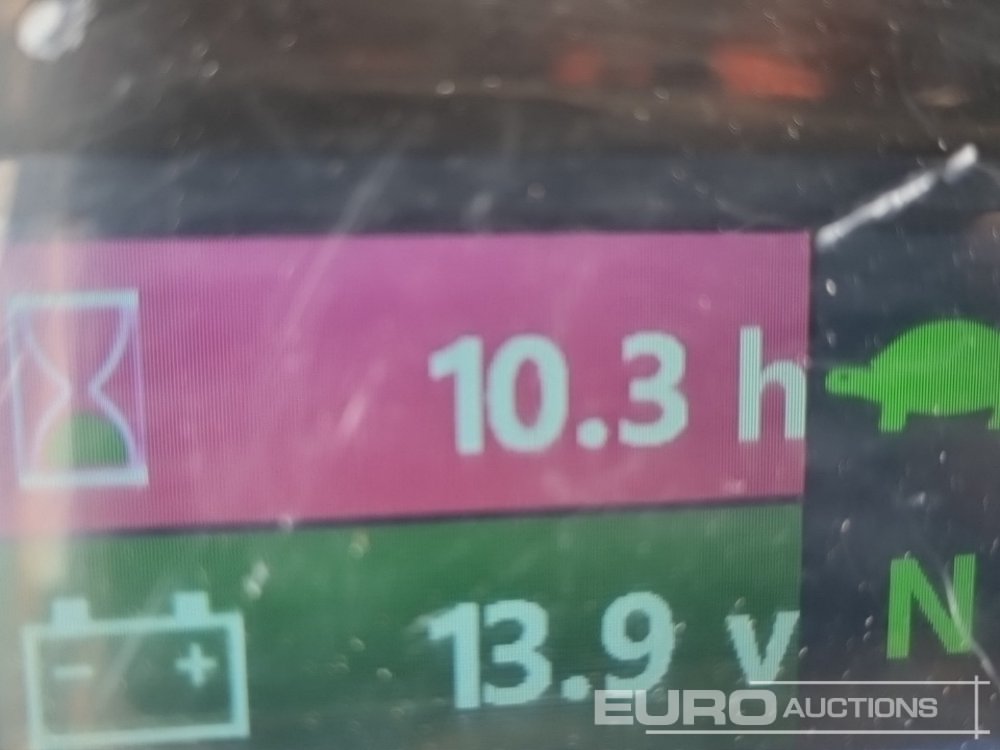 10.3 h
13.9 v
N
EURO AUCTIONS